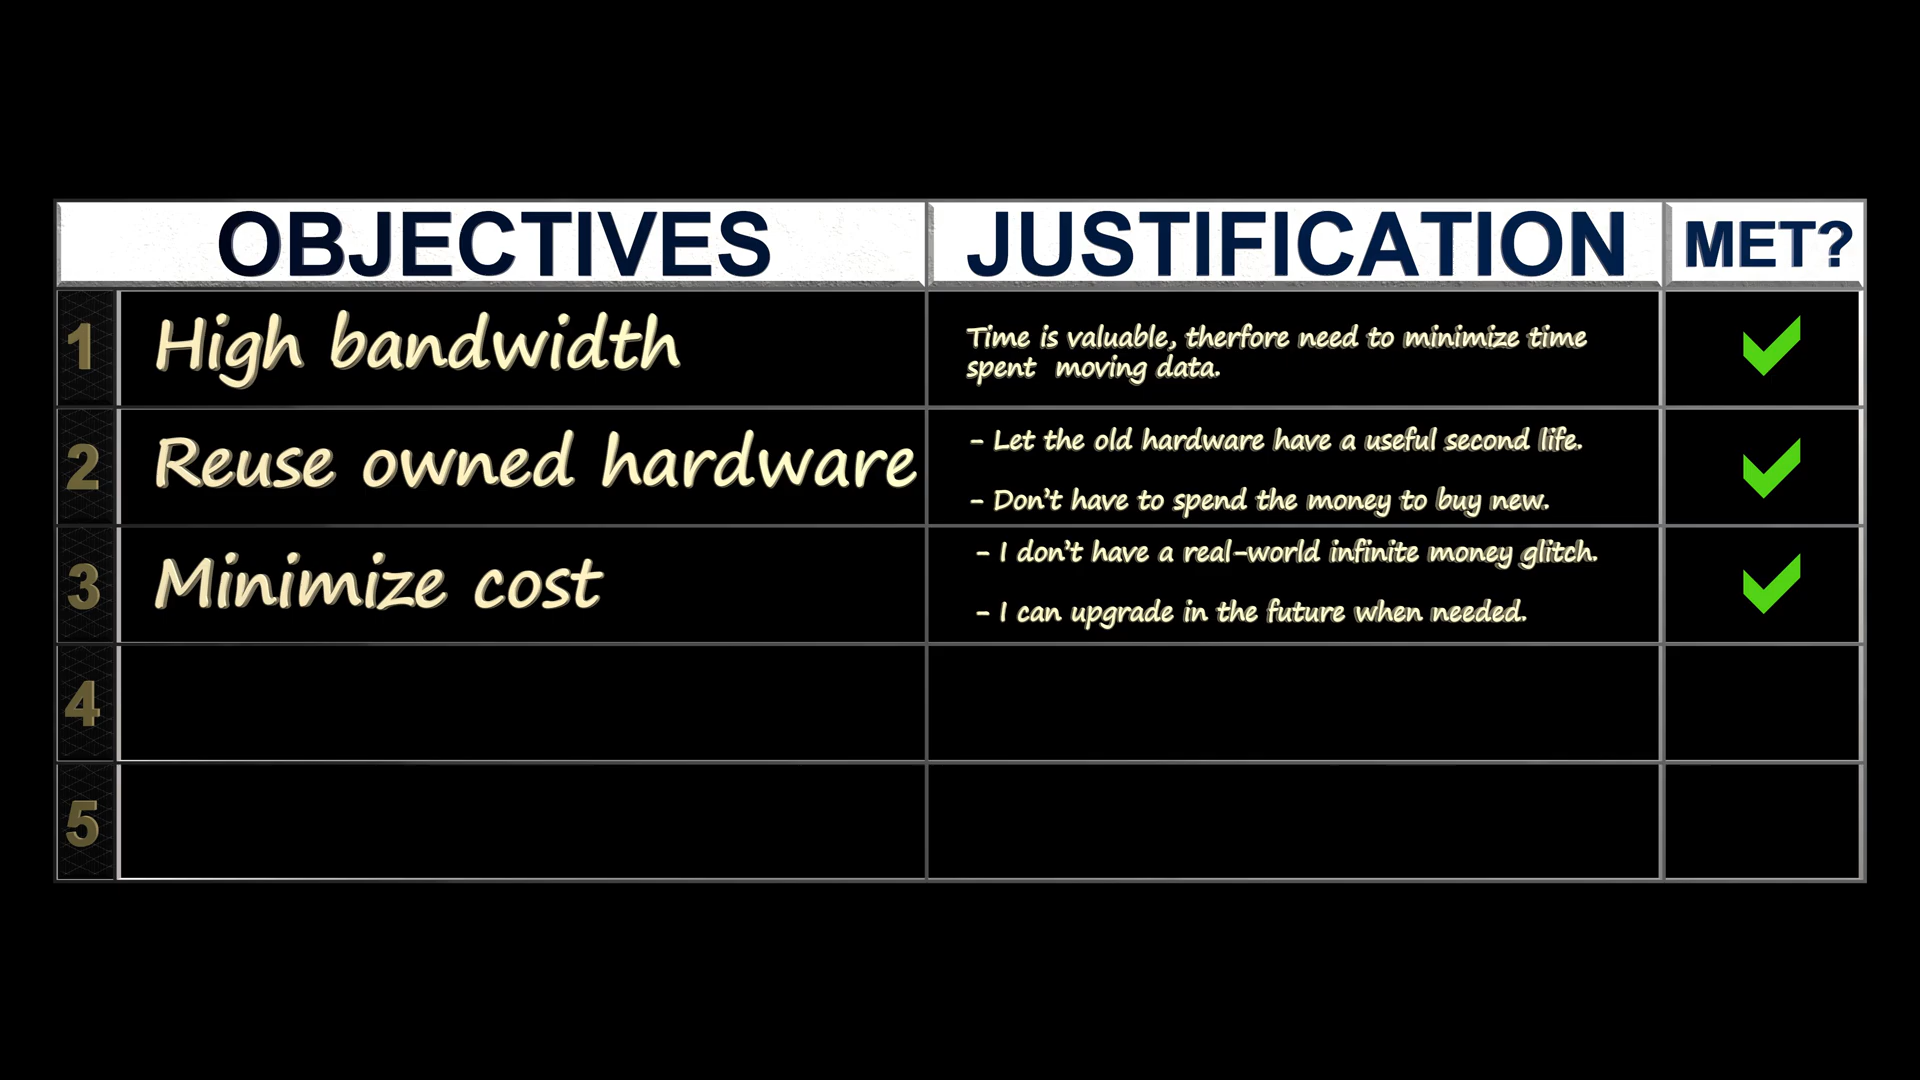 OBJECTIVES JUSTIFICATION MET?
1 High bandwidth
Time is valuable, therfore need to minimize time
spent moving data.
2 Reuse owned hardware
- Let the old hardware have a useful second life.
- Don't have to spend the money to buy new.
3 Minimize cost
- I don't have a real-world infinite money glitch.
- I can upgrade in the future when needed.
4
5